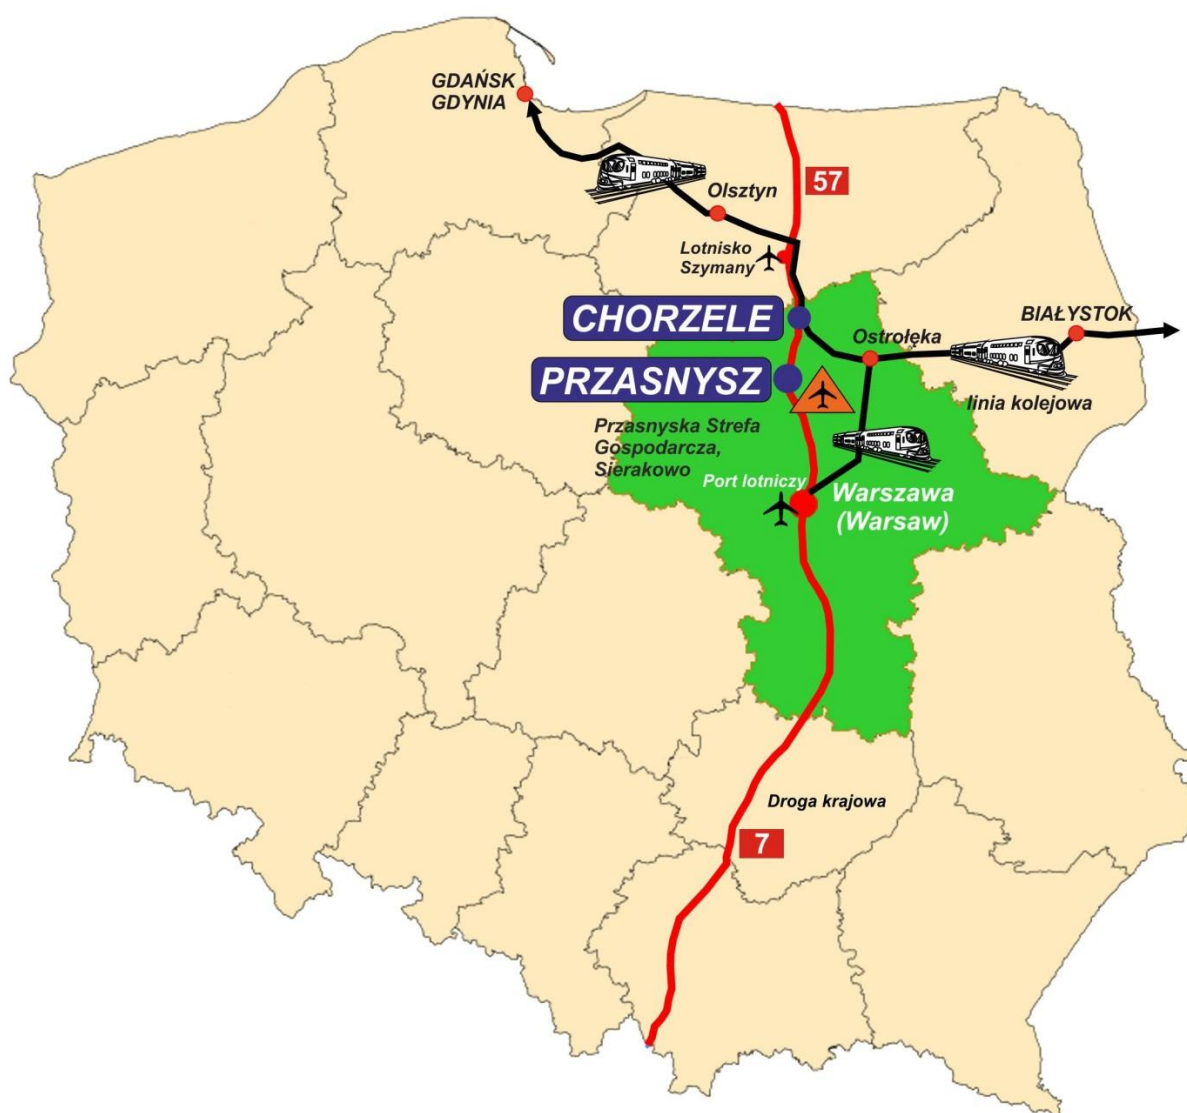 GDAŃSK
GDYNIA
57
Olsztyn
Lotnisko
Szymany
CHORZELE
BIAŁYSTOK
Ostrołęka
PRZASNYSZ
linia kolejowa
Przasnyska Strefa
Gospodarcza,
Sierakowo
Port lotniczy
Warszawa
(Warsaw)
Droga krajowa
7